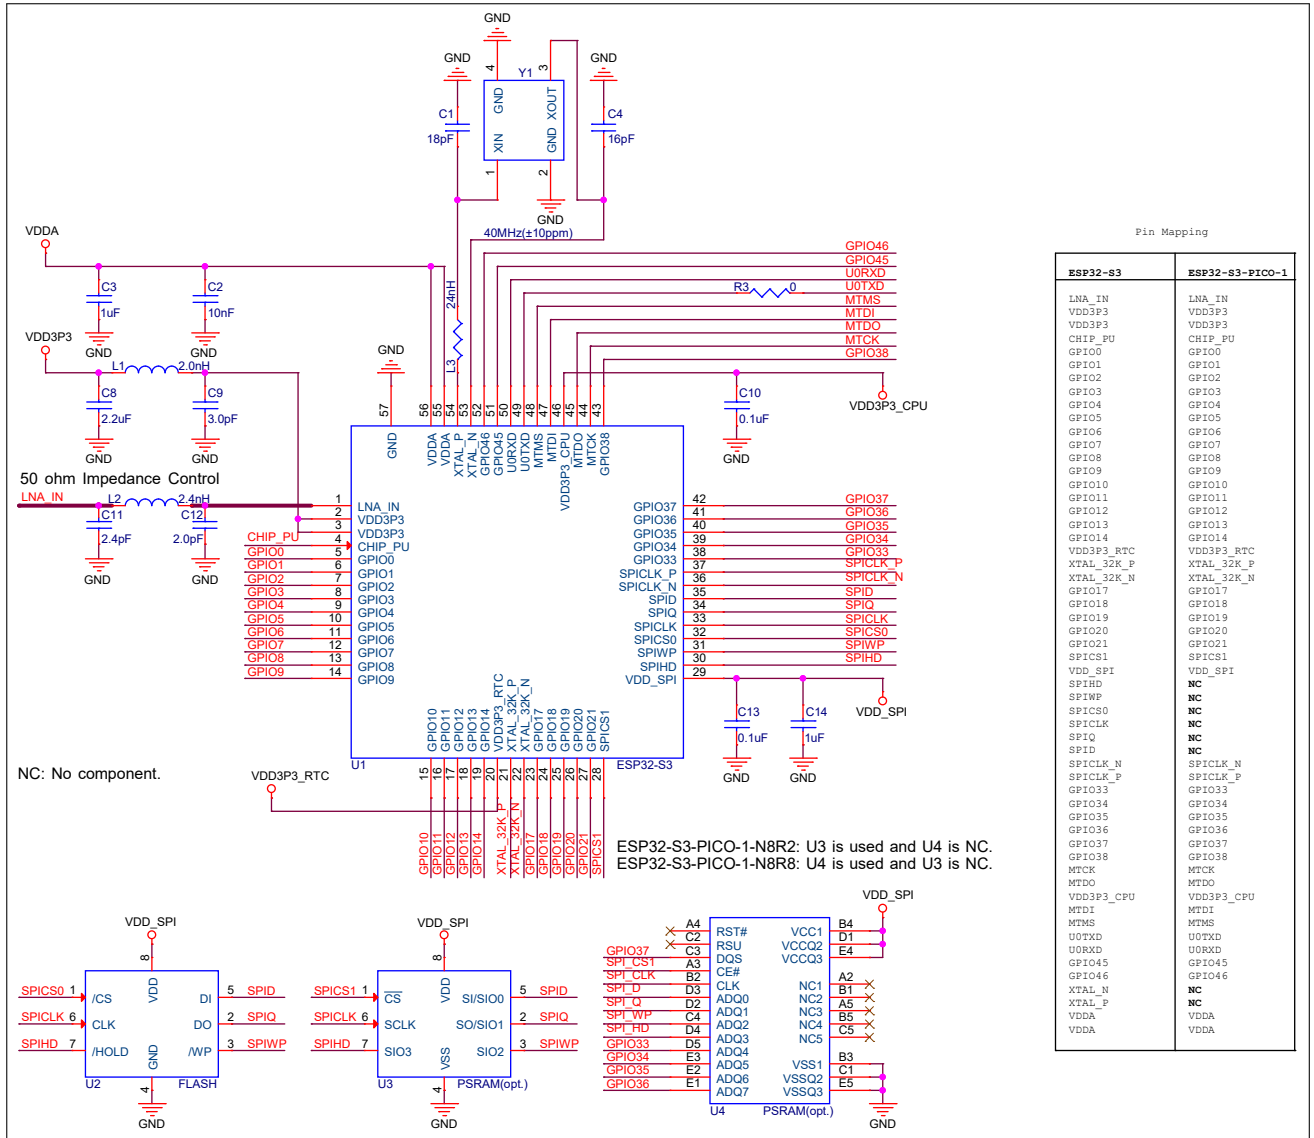 GND
GND
GND
4
3
Y1
GND
XOUT
C1
18pF
C4
16pF
XIN
GND
1
2
GND
40MHz(±10ppm)
VDDA
C3
1uF
C2
10nF
GND
GND
VDD3P3
L1
2.0nH
C8
2.2uF
C9
3.0pF
GND
GND
24nH
L3
GND
GPIO46
GPIO45
U0RXD
R3
0
U0TXD
MTMS
MTDI
MTDO
MTCK
GPIO38
C10
0.1uF
GND
VDD3P3_CPU
57
56
55
54
53
52
51
50
49
48
47
46
45
44
43
GND
VDDA
VDDA
XTAL_P
XTAL_N
GPIO46
GPIO45
U0RXD
U0TXD
MTMS
MTDI
VDD3P3_CPU
MTDO
MTCK
GPIO38
50 ohm Impedance Control
LNA_IN
L2
2.4nH
C11
2.4pF
C12
2.0pF
GND
GND
1 LNA_IN
2 VDD3P3
3 VDD3P3
CHIP_PU 4 CHIP_PU
GPIO0 5 GPIO0
GPIO1 6 GPIO1
GPIO2 7 GPIO2
GPIO3 8 GPIO3
GPIO4 9 GPIO4
GPIO5 10 GPIO5
GPIO6 11 GPIO6
GPIO7 12 GPIO7
GPIO8 13 GPIO8
GPIO9 14 GPIO9
GPIO37 42 GPIO37
GPIO36 41 GPIO36
GPIO35 40 GPIO35
GPIO34 39 GPIO34
GPIO33 38 GPIO33
SPICLK_P 37 SPICLK_P
SPICLK_N 36 SPICLK_N
SPID 35 SPID
SPIQ 34 SPIQ
SPICLK 33 SPICLK
SPICS0 32 SPICS0
SPIWP 31 SPIWP
SPIHD 30 SPIHD
VDD_SPI 29
VDD_SPI
C13
0.1uF
C14
1uF
GND
GND
GPIO10
GPIO11
GPIO12
GPIO13
GPIO14
VDD3P3_RTC
XTAL_32K_P
XTAL_32K_N
GPIO17
GPIO18
GPIO19
GPIO20
GPIO21
SPICS1
U1
ESP32-S3
15
16
17
18
19
20
21
22
23
24
25
26
27
28
VDD3P3_RTC
GPIO10
GPIO11
GPIO12
GPIO13
GPIO14
XTAL_32K_P
XTAL_32K_N
GPIO17
GPIO18
GPIO19
GPIO20
GPIO21
SPICS1
NC: No component.
ESP32-S3-PICO-1-N8R2: U3 is used and U4 is NC.
ESP32-S3-PICO-1-N8R8: U4 is used and U3 is NC.
VDD_SPI
8
VDD
SPICS0 1 /CS
DI 5 SPID
SPICLK 6 CLK
DO 2 SPIQ
SPIHD 7 /HOLD
/WP 3 SPIWP
GND
U2
FLASH
4
GND
VDD_SPI
8
VDD
SPICS1 1 CS
SI/SIO0 5 SPID
SPICLK 6 SCLK
SO/SIO1 2 SPIQ
SPIHD 7 SIO3
SIO2 3 SPIWP
VSS
U3
PSRAM(opt.)
4
GND
VDD_SPI
A4 RST#
C2 RSU
GPIO37 C3 DQS
SPI_CS1 A3 CE#
SPI_CLK B2 CLK
SPI_D D3 ADQ0
SPI_Q D2 ADQ1
SPI_WP C4 ADQ2
SPI_HD D4 ADQ3
GPIO33 D5 ADQ4
GPIO34 E3 ADQ5
GPIO35 E2 ADQ6
GPIO36 E1 ADQ7
VCC1 B4
VCCQ2 D1
VCCQ3 E4
NC1 A2
NC2 B1
NC3 A5
NC4 B5
NC5 C5
VSS1 B3
VSSQ2 C1
VSSQ3 E5
U4
PSRAM(opt.)
GND
Pin Mapping
ESP32-S3 ESP32-S3-PICO-1
LNA_IN LNA_IN
VDD3P3 VDD3P3
VDD3P3 VDD3P3
CHIP_PU CHIP_PU
GPIO0 GPIO0
GPIO1 GPIO1
GPIO2 GPIO2
GPIO3 GPIO3
GPIO4 GPIO4
GPIO5 GPIO5
GPIO6 GPIO6
GPIO7 GPIO7
GPIO8 GPIO8
GPIO9 GPIO9
GPIO10 GPIO10
GPIO11 GPIO11
GPIO12 GPIO12
GPIO13 GPIO13
GPIO14 GPIO14
VDD3P3_RTC VDD3P3_RTC
XTAL_32K_P XTAL_32K_P
XTAL_32K_N XTAL_32K_N
GPIO17 GPIO17
GPIO18 GPIO18
GPIO19 GPIO19
GPIO20 GPIO20
GPIO21 GPIO21
SPICS1 SPICS1
VDD_SPI VDD_SPI
SPIHD NC
SPIWP NC
SPICS0 NC
SPICLK NC
SPIQ NC
SPID NC
SPICLK_N SPICLK_N
SPICLK_P SPICLK_P
GPIO33 GPIO33
GPIO34 GPIO34
GPIO35 GPIO35
GPIO36 GPIO36
GPIO37 GPIO37
GPIO38 GPIO38
MTCK MTCK
MTDO MTDO
VDD3P3_CPU VDD3P3_CPU
MTDI MTDI
MTMS MTMS
U0TXD U0TXD
U0RXD U0RXD
GPIO45 GPIO45
GPIO46 GPIO46
XTAL_N NC
XTAL_P NC
VDDA VDDA
VDDA VDDA